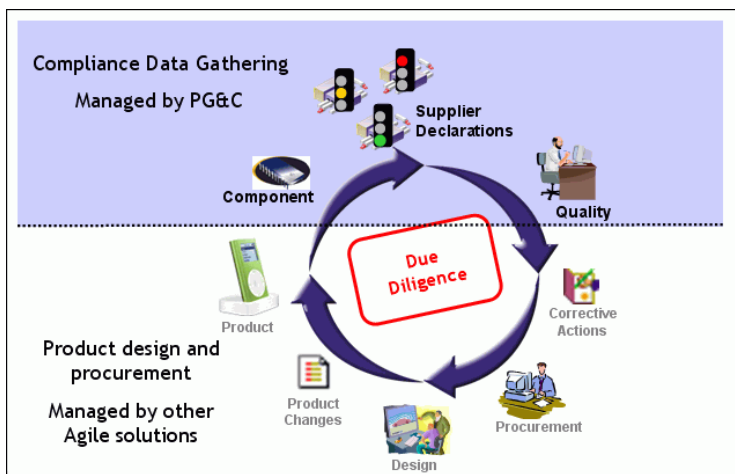 Compliance Data Gathering
Managed by PG&C
Supplier
Declarations
Component
Quality
Due
Diligence
Product
Corrective
Actions
Product design and
procurement
Managed by other
Agile solutions
Product
Changes
Procurement
Design